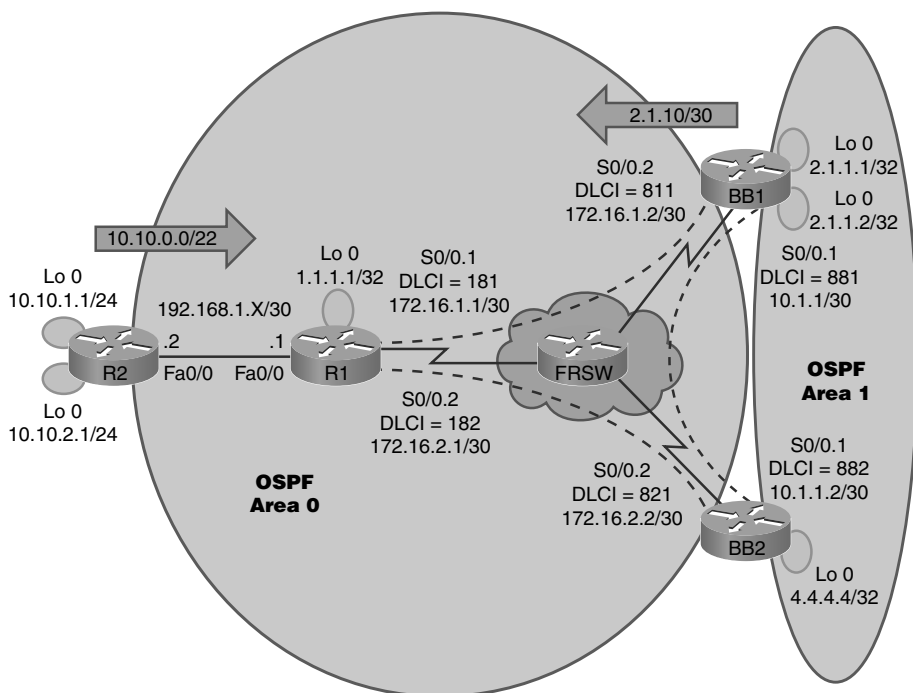 2.1.10/30
Lo 0
2.1.1.1/32
S0/0.2
DLCI = 811
172.16.1.2/30
BB1
Lo 0
2.1.1.2/32
10.10.0.0/22
Lo 0
1.1.1.1/32
S0/0.1
DLCI = 181
172.16.1.1/30
S0/0.1
DLCI = 881
10.1.1/30
Lo 0
10.10.1.1/24
192.168.1.X/30
.2
.1
R2
Fa0/0
Fa0/0
R1
FRSW
OSPF
Area 1
Lo 0
10.10.2.1/24
S0/0.2
DLCI = 182
172.16.2.1/30
OSPF
Area 0
S0/0.2
DLCI = 821
172.16.2.2/30
S0/0.1
DLCI = 882
10.1.1.2/30
BB2
Lo 0
4.4.4.4/32